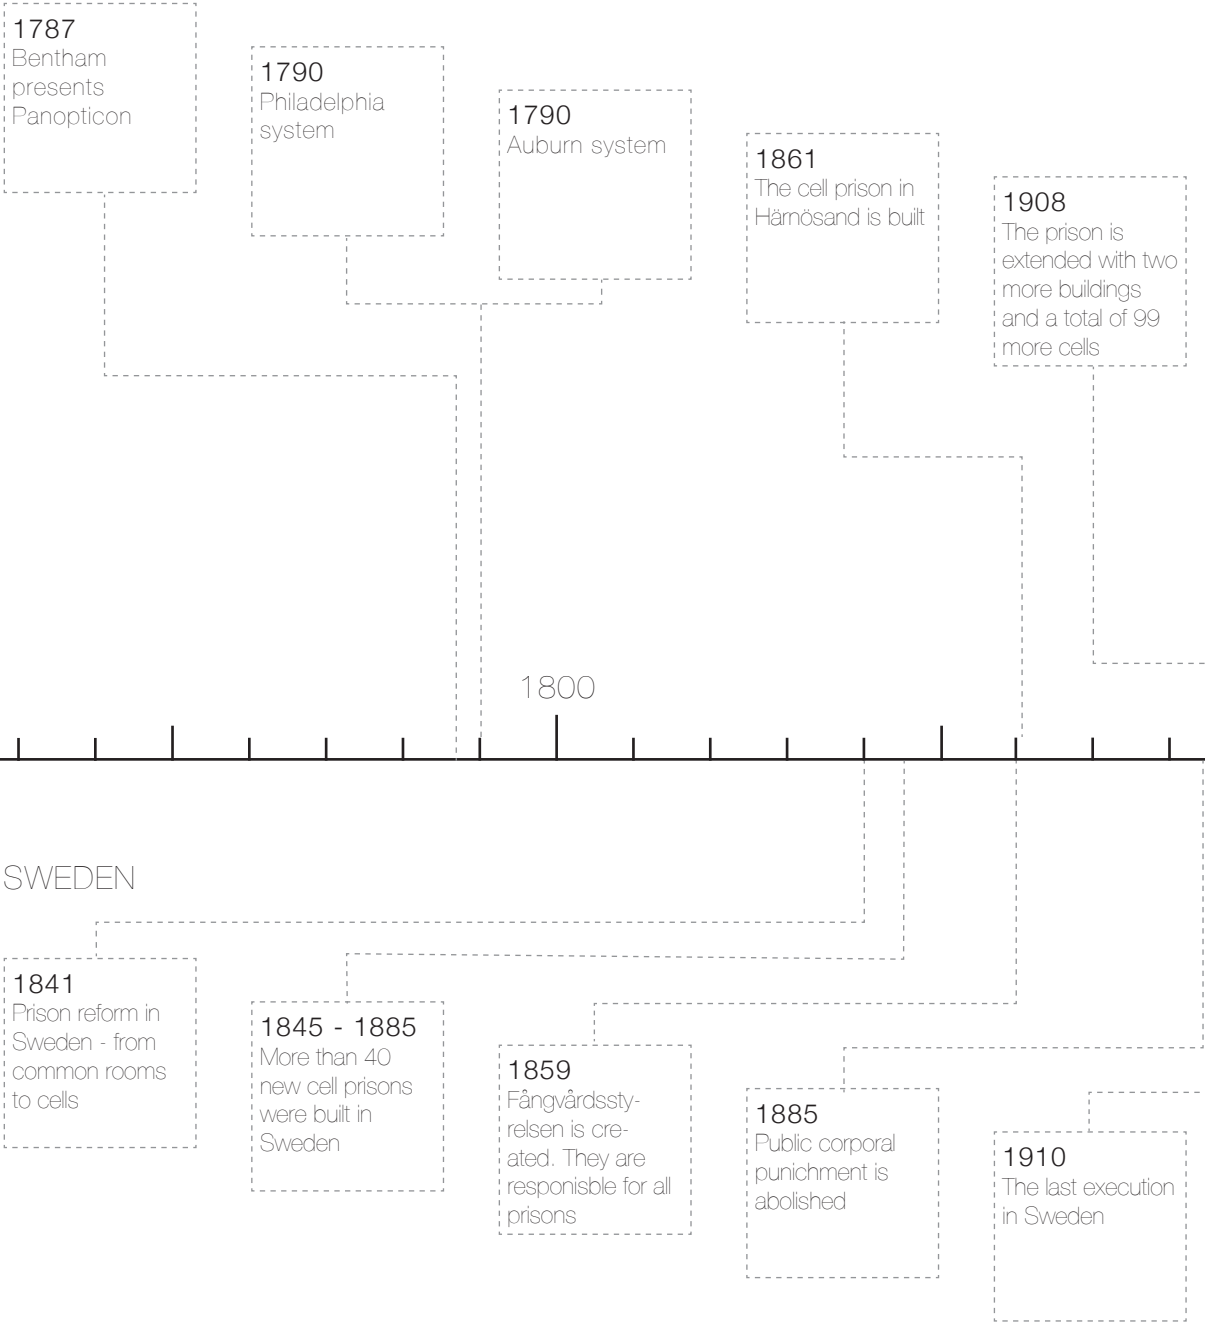 1787
Bentham
presents
Panopticon
1790
Philadelphia
system
1790
Auburn system
1861
The cell prison in
Härnösand is built
1908
The prison is
extended with two
more buildings
and a total of 99
more cells
1800
SWEDEN
1841
Prison reform in
Sweden - from
common rooms
to cells
1845 - 1885
More than 40
new cell prisons
were built in
Sweden
1859
Fångvårdssty-
relsen is cre-
ated. They are
responisble for all
prisons
1885
Public corporal
punichment is
abolished
1910
The last execution
in Sweden